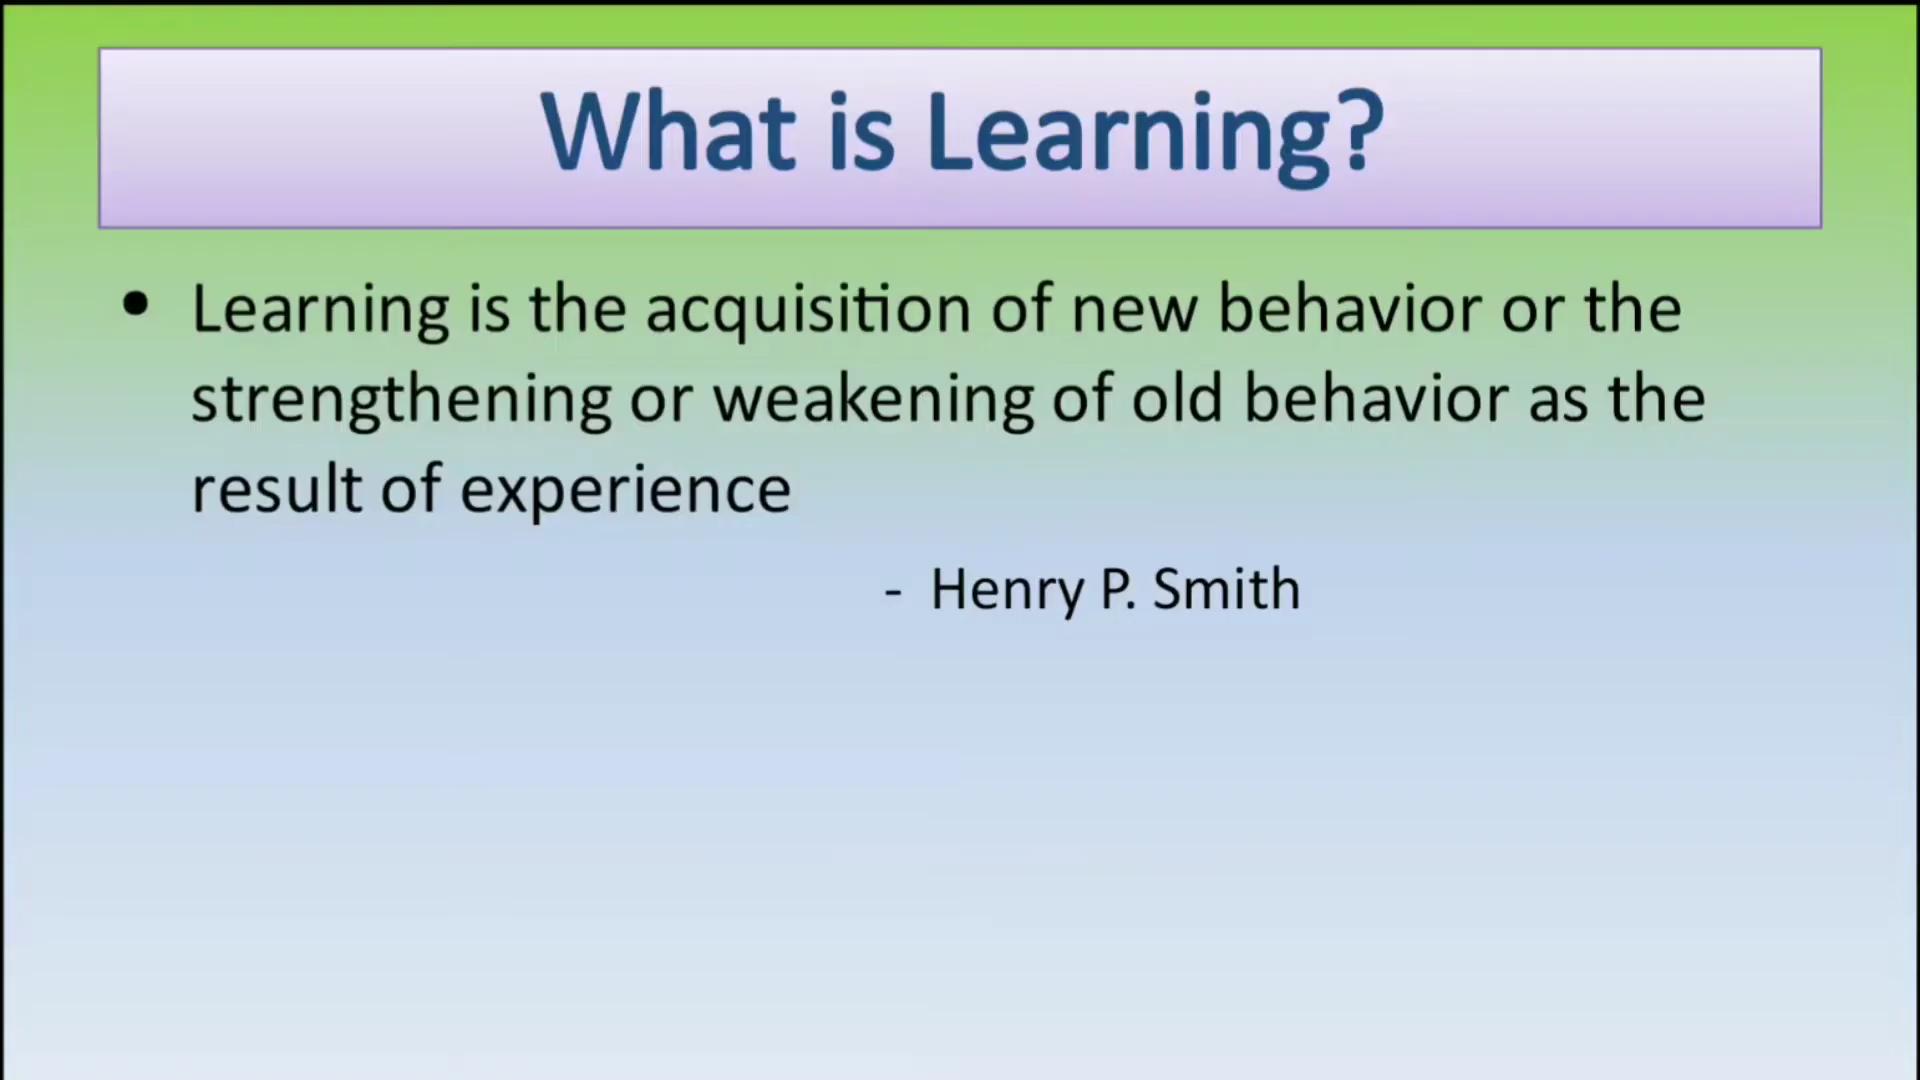 What is Learning?
• Learning is the acquisition of new behavior or the
strengthening or weakening of old behavior as the
result of experience
- Henry P. Smith